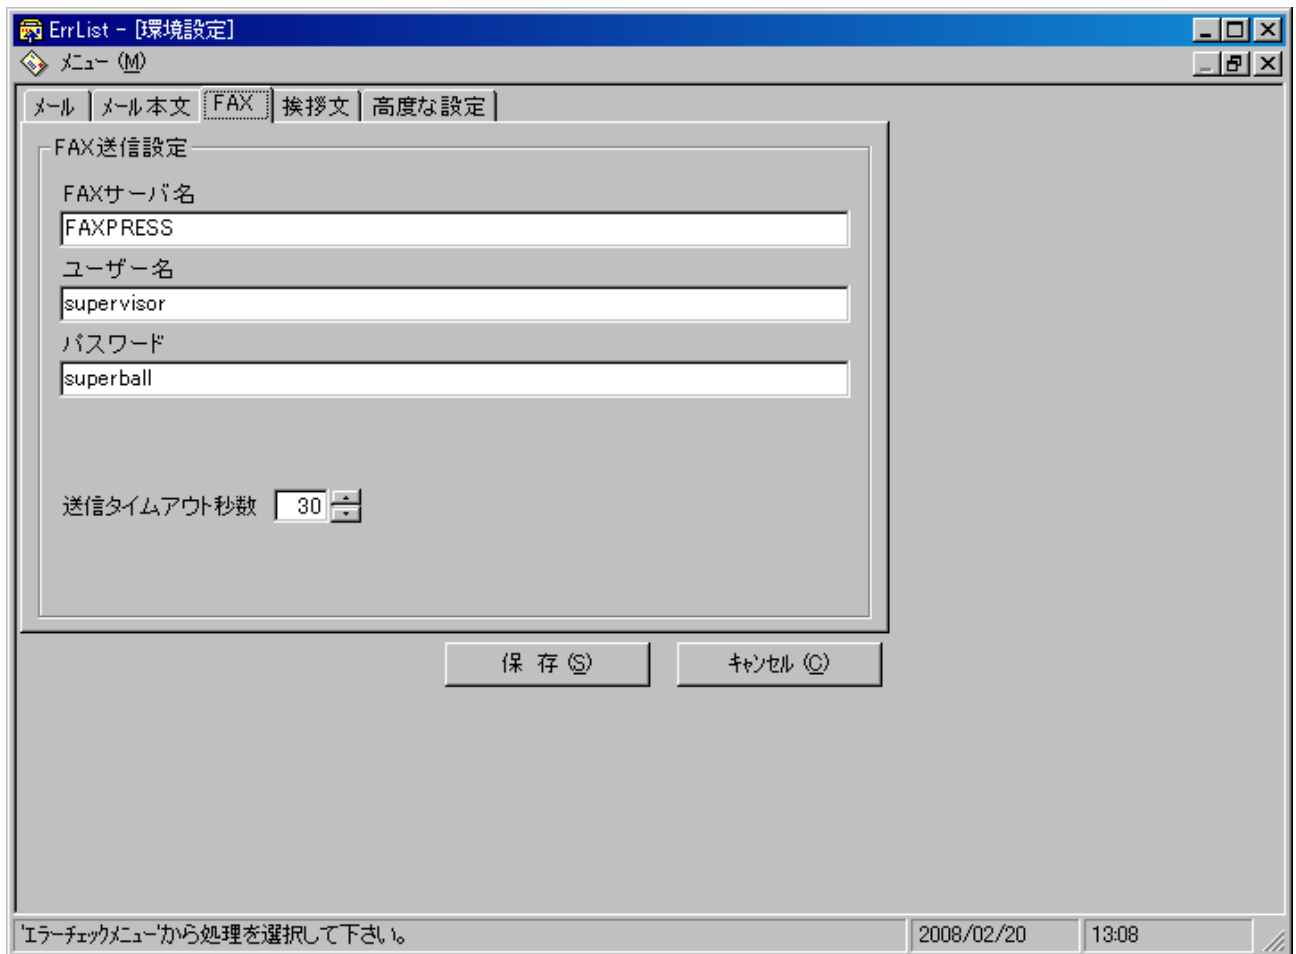 ErrList - [環境設定]
ﾒﾆｭｰ (M)
ﾒｰﾙ ﾒｰﾙ本文 FAX 挨拶文 高度な設定
FAX送信設定
FAXサーバ名
FAXPRESS
ユーザー名
supervisor
パスワード
superball
送信ﾀｲﾑｱｳﾄ秒数 30
保 存 (S) ｷｬﾝｾﾙ (C)
'ｴﾗｰﾁｪｯｸﾒﾆｭｰ'から処理を選択して下さい。 2008/02/20 13:08